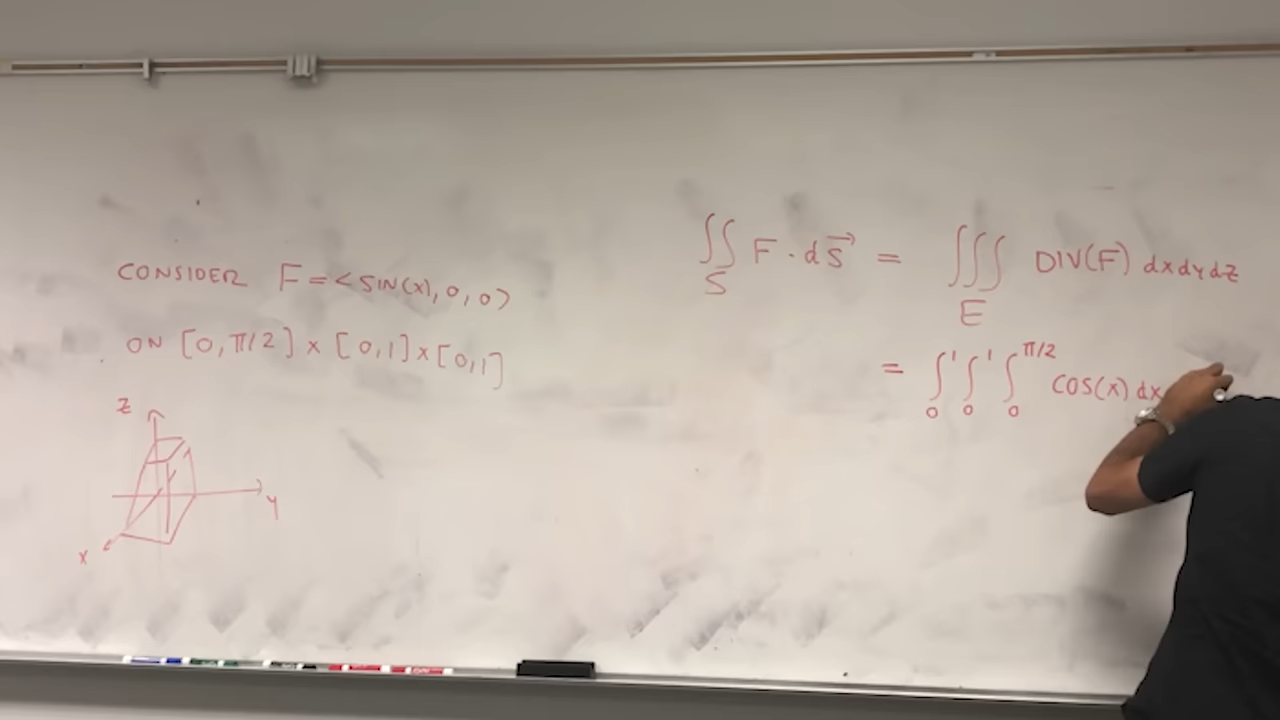 CONSIDER F = < SIN(x), 0, 0 >
ON [0, π/2] × [0,1] × [0,1]
z
y
x
∬ F · dS⃗ = ∭ DIV(F) dx dy dz
S E
= ∫₀¹ ∫₀¹ ∫₀^π/2 COS(x) dx